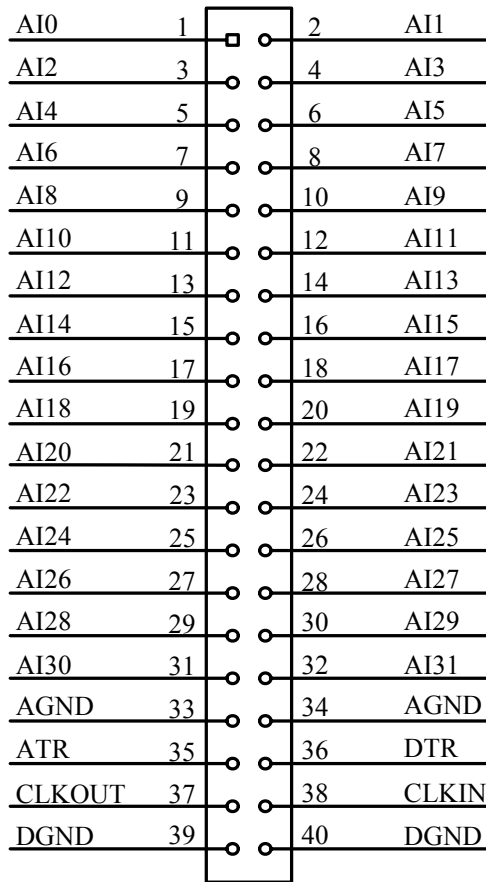 AI0 1 2 AI1
AI2 3 4 AI3
AI4 5 6 AI5
AI6 7 8 AI7
AI8 9 10 AI9
AI10 11 12 AI11
AI12 13 14 AI13
AI14 15 16 AI15
AI16 17 18 AI17
AI18 19 20 AI19
AI20 21 22 AI21
AI22 23 24 AI23
AI24 25 26 AI25
AI26 27 28 AI27
AI28 29 30 AI29
AI30 31 32 AI31
AGND 33 34 AGND
ATR 35 36 DTR
CLKOUT 37 38 CLKIN
DGND 39 40 DGND